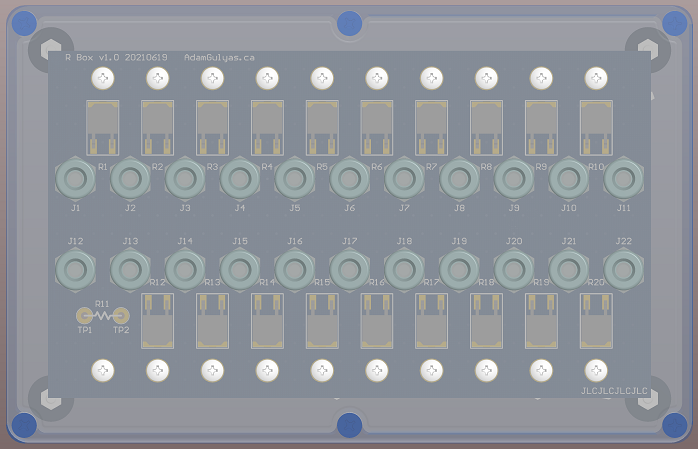 R Box v1.0 20210619 AdamGulyas.ca
R1 R2 R3 R4 R5 R6 R7 R8 R9 R10
J1 J2 J3 J4 J5 J6 J7 J8 J9 J10 J11
J12 J13 J14 J15 J16 J17 J18 J19 J20 J21 J22
R12 R13 R14 R15 R16 R17 R18 R19 R20
R11
TP1 TP2
JLCJLCJLCJLC